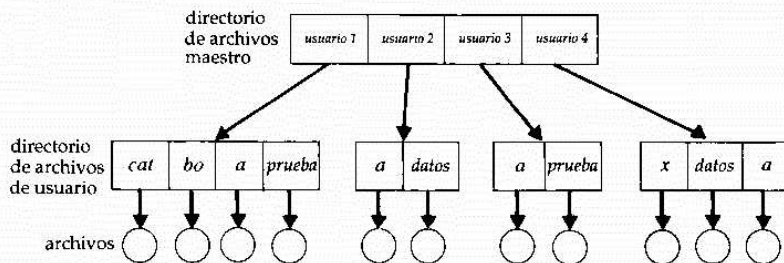 directorio
de archivos
maestro
usuario 1 usuario 2 usuario 3 usuario 4
directorio
de archivos
de usuario
cat bo a prueba a datos a prueba x datos a
archivos